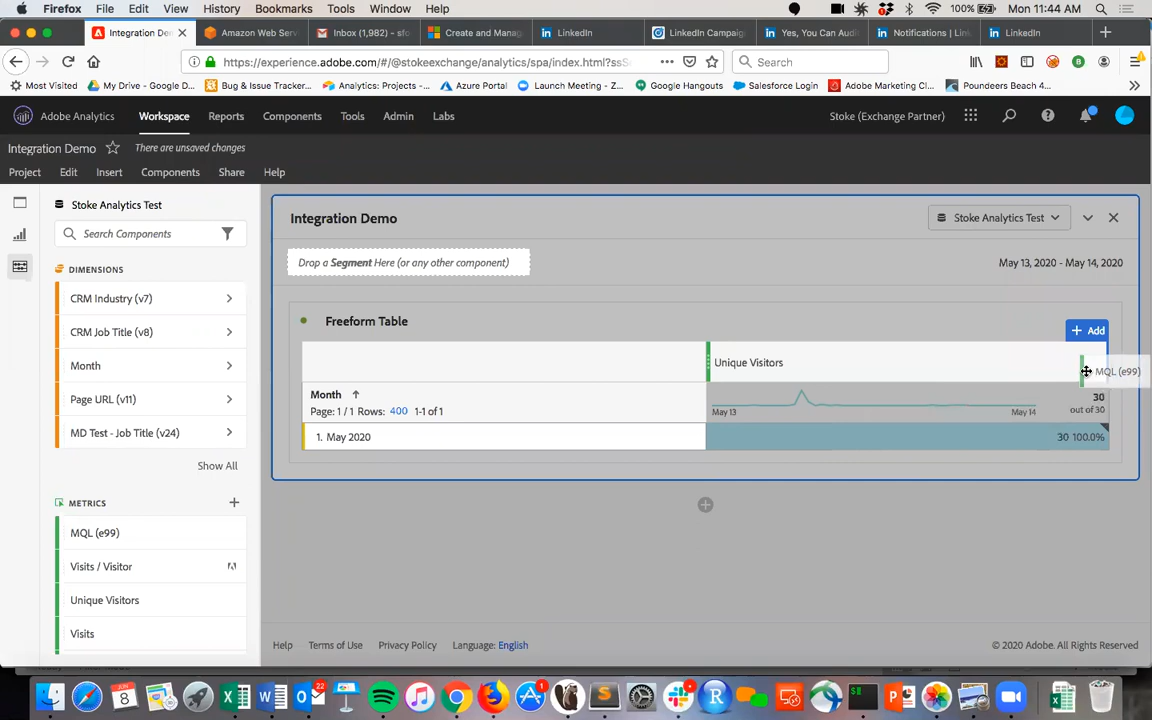 Firefox File Edit View History Bookmarks Tools Window Help 100% Mon 11:44 AM
Integration De Amazon Web Serv Inbox (1,982) - sfo Create and Manag LinkedIn LinkedIn Campaig Yes, You Can Audi Notifications | Link LinkedIn
https://experience.adobe.com/#/@stokeexchange/analytics/spa/index.html?ssS Search
Most Visited My Drive - Google D... Bug & Issue Tracker... Analytics: Projects -... Azure Portal Launch Meeting - Z... Google Hangouts Salesforce Login Adobe Marketing Cl... Poundeers Beach 4...
Adobe Analytics Workspace Reports Components Tools Admin Labs Stoke (Exchange Partner)
Integration Demo There are unsaved changes
Project Edit Insert Components Share Help
Stoke Analytics Test
Search Components
DIMENSIONS
CRM Industry (v7)
CRM Job Title (v8)
Month
Page URL (v11)
MD Test - Job Title (v24)
Show All
METRICS
MQL (e99)
Visits / Visitor
Unique Visitors
Visits
Integration Demo Stoke Analytics Test
Drop a Segment Here (or any other component) May 13, 2020 - May 14, 2020
Freeform Table
+ Add
Unique Visitors MQL (e99)
Month 30
Page: 1 / 1 Rows: 400 1-1 of 1 May 13 May 14 out of 30
1. May 2020 30 100.0%
Help Terms of Use Privacy Policy Language: English © 2020 Adobe. All Rights Reserved